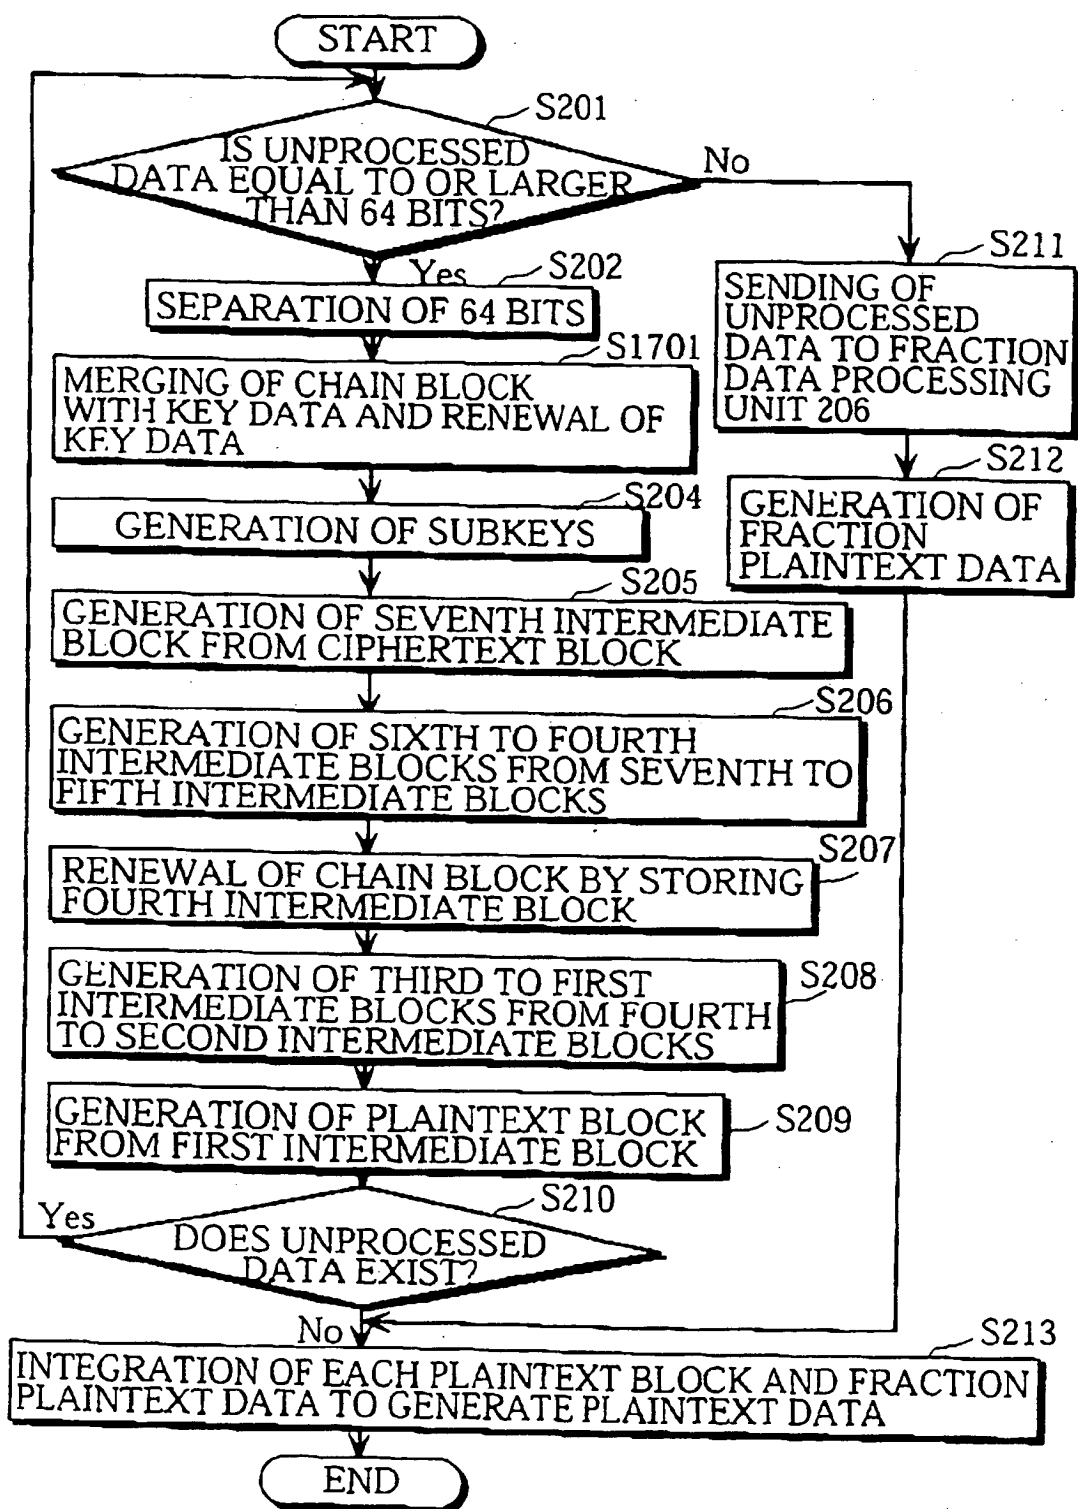 START
S201
IS UNPROCESSED
DATA EQUAL TO OR LARGER
THAN 64 BITS?
No
Yes
S202
SEPARATION OF 64 BITS
S1701
MERGING OF CHAIN BLOCK
WITH KEY DATA AND RENEWAL OF
KEY DATA
S204
GENERATION OF SUBKEYS
S205
GENERATION OF SEVENTH INTERMEDIATE
BLOCK FROM CIPHERTEXT BLOCK
S206
GENERATION OF SIXTH TO FOURTH
INTERMEDIATE BLOCKS FROM SEVENTH TO
FIFTH INTERMEDIATE BLOCKS
S207
RENEWAL OF CHAIN BLOCK BY STORING
FOURTH INTERMEDIATE BLOCK
S208
GENERATION OF THIRD TO FIRST
INTERMEDIATE BLOCKS FROM FOURTH
TO SECOND INTERMEDIATE BLOCKS
S209
GENERATION OF PLAINTEXT BLOCK
FROM FIRST INTERMEDIATE BLOCK
S210
Yes
DOES UNPROCESSED
DATA EXIST?
No
S211
SENDING OF
UNPROCESSED
DATA TO FRACTION
DATA PROCESSING
UNIT 206
S212
GENERATION OF
FRACTION
PLAINTEXT DATA
S213
INTEGRATION OF EACH PLAINTEXT BLOCK AND FRACTION
PLAINTEXT DATA TO GENERATE PLAINTEXT DATA
END